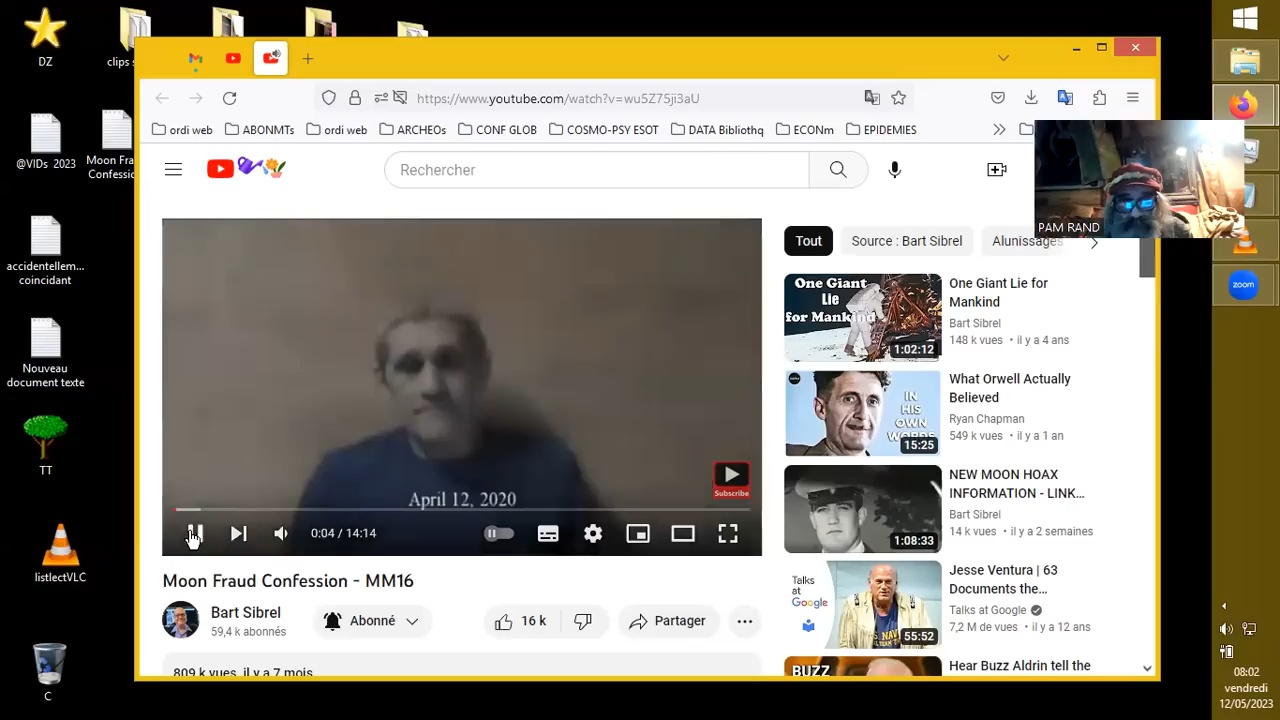 DZ
clips s
@VIDs 2023
Moon Fra
Confessio
accidentellem...
coincidant
Nouveau
document texte
TT
listlectVLC
C
https://www.youtube.com/watch?v=wu5Z75ji3aU
ordi web
ABONMTs
ordi web
ARCHEOs
CONF GLOB
COSMO-PSY ESOT
DATA Bibliothq
ECONm
EPIDEMIES
Rechercher
PAM RAND
April 12, 2020
Subscribe
0:04 / 14:14
Moon Fraud Confession - MM16
Bart Sibrel
59,4 k abonnés
Abonné
16 k
Partager
809 k vues il y a 7 mois
Tout
Source : Bart Sibrel
Alunissages
One Giant
Lie
for Mankind
1:02:12
One Giant Lie for
Mankind
Bart Sibrel
148 k vues • il y a 4 ans
IN
HIS
OWN
WORDS
15:25
What Orwell Actually
Believed
Ryan Chapman
549 k vues • il y a 1 an
1:08:33
NEW MOON HOAX
INFORMATION - LINK...
Bart Sibrel
14 k vues • il y a 2 semaines
Talks
at
Google
55:52
Jesse Ventura | 63
Documents the...
Talks at Google
7,2 M de vues • il y a 12 ans
BUZZ
Hear Buzz Aldrin tell the
zoom
08:02
vendredi
12/05/2023